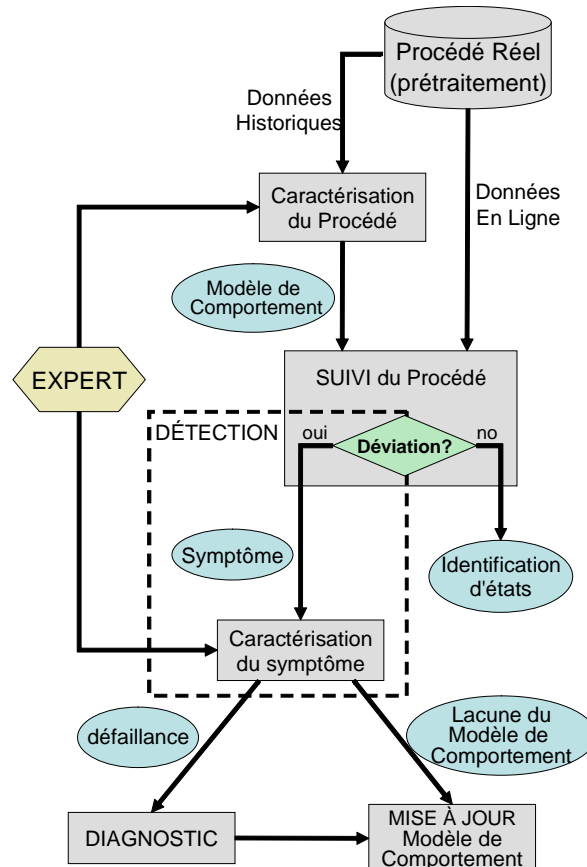 Procédé Réel
(prétraitement)
Données
Historiques
Caractérisation
du Procédé
Données
En Ligne
Modèle de
Comportement
EXPERT
SUIVI du Procédé
DÉTECTION
oui
Déviation?
no
Symptôme
Identification
d'états
Caractérisation
du symptôme
défaillance
Lacune du
Modèle de
Comportement
DIAGNOSTIC
MISE À JOUR
Modèle de
Comportement